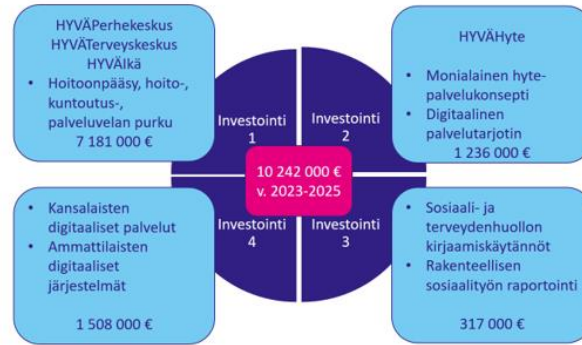 HYVÄPerhekeskus
HYVÄTerveyskeskus
HYVÄIkä
• Hoitoonpääsy, hoito-,
kuntoutus-,
palveluvelan purku
7 181 000 €
HYVÄHyte
• Monialainen hyte-
palvelukonsepti
• Digitaalinen
palvelutarjotin
1 236 000 €
Investointi
1
Investointi
2
10 242 000 €
v. 2023-2025
Investointi
4
Investointi
3
• Kansalaisten
digitaaliset palvelut
• Ammattilaisten
digitaaliset
järjestelmät
1 508 000 €
• Sosiaali- ja
terveydenhuollon
kirjaamiskäytännöt
• Rakenteellisen
sosiaalityön raportointi
317 000 €